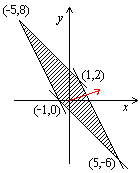 (-5,8)
y
(1,2)
(-1,0)
x
(5,-6)